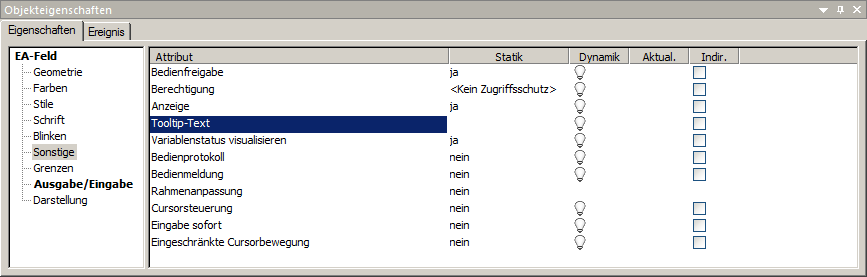 Objekteigenschaften
Eigenschaften Ereignis
EA-Feld
Geometrie
Farben
Stile
Schrift
Blinken
Sonstige
Grenzen
Ausgabe/Eingabe
Darstellung
Attribut Statik Dynamik Aktual. Indir.
Bedienfreigabe ja
Berechtigung <Kein Zugriffsschutz>
Anzeige ja
Tooltip-Text
Variablenstatus visualisieren ja
Bedienprotokoll nein
Bedienmeldung nein
Rahmenanpassung nein
Cursorsteuerung nein
Eingabe sofort nein
Eingeschränkte Cursorbewegung nein